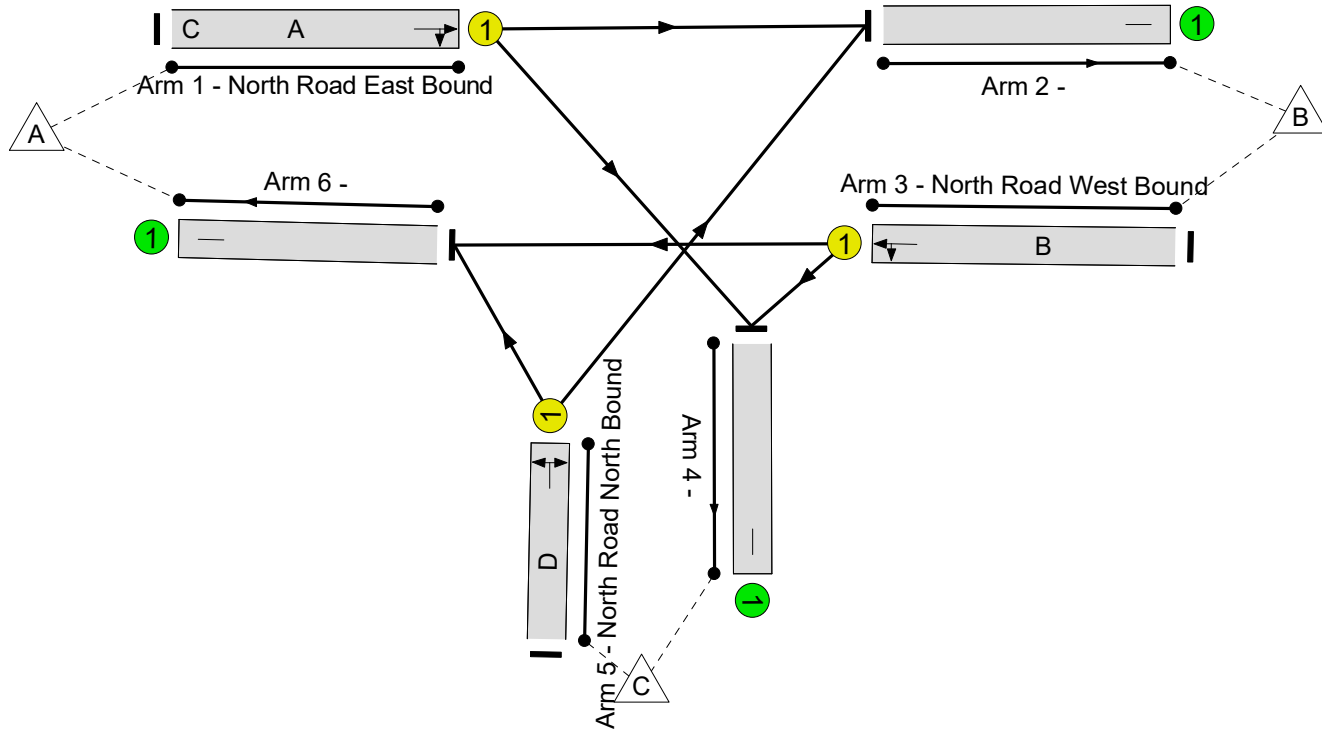 C A 1 1
Arm 1 - North Road East Bound
Arm 2 -
A
B
Arm 6 -
Arm 3 - North Road West Bound
1
1 B
1
Arm 4 -
Arm 5 - North Road North Bound
D
1
C